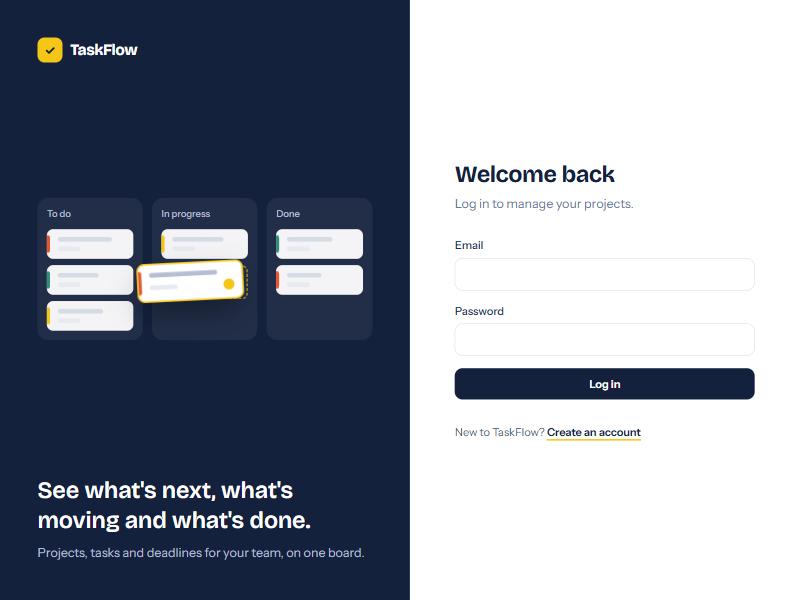 TaskFlow
To do
In progress
Done
See what's next, what's
moving and what's done.
Projects, tasks and deadlines for your team, on one board.
Welcome back
Log in to manage your projects.
Email
Password
Log in
New to TaskFlow? Create an account